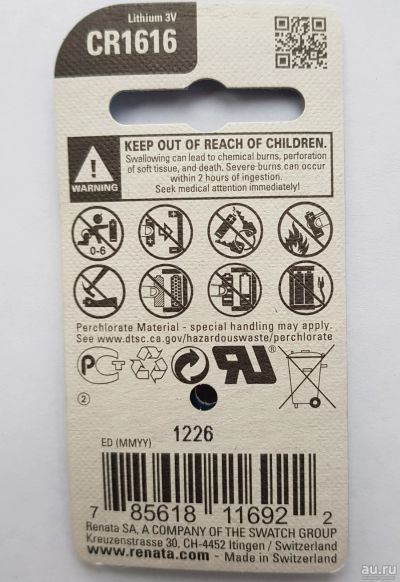 Lithium 3V
CR1616
KEEP OUT OF REACH OF CHILDREN.
Swallowing can lead to chemical burns, perforation
of soft tissue, and death. Severe burns can occur
within 2 hours of ingestion.
Seek medical attention immediately!
WARNING
0-6
Perchlorate Material - special handling may apply.
See www.dtsc.ca.gov/hazardouswaste/perchlorate
2
ED (MMYY) 1226
7 85618 11692 2
Renata SA, A COMPANY OF THE SWATCH GROUP
Kreuzenstrasse 30, CH-4452 Itingen / Switzerland
www.renata.com - Made in Switzerland
au.ru